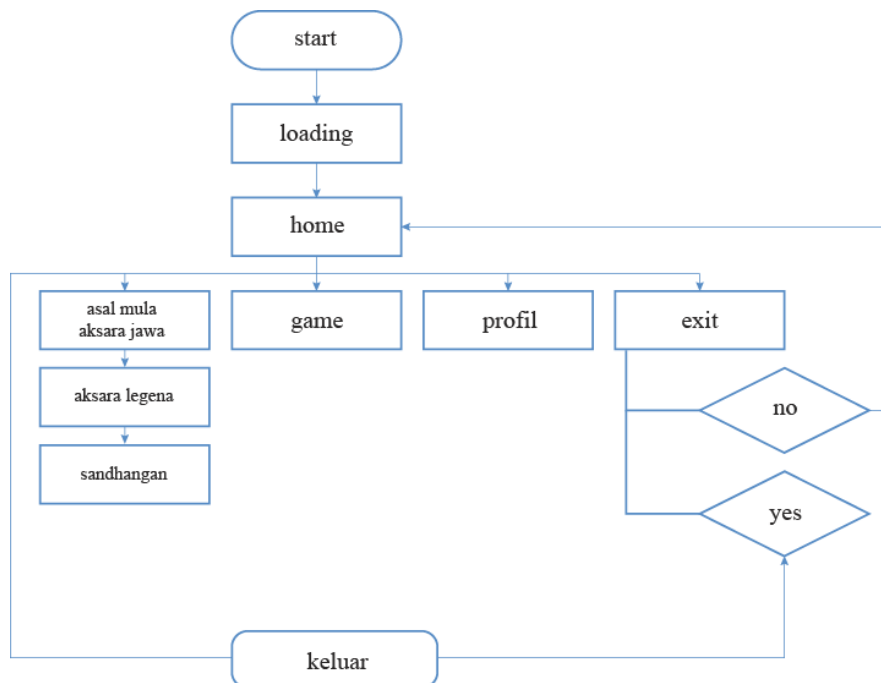 start
loading
home
asal mula
aksara jawa
game
profil
exit
aksara legena
no
sandhangan
yes
keluar